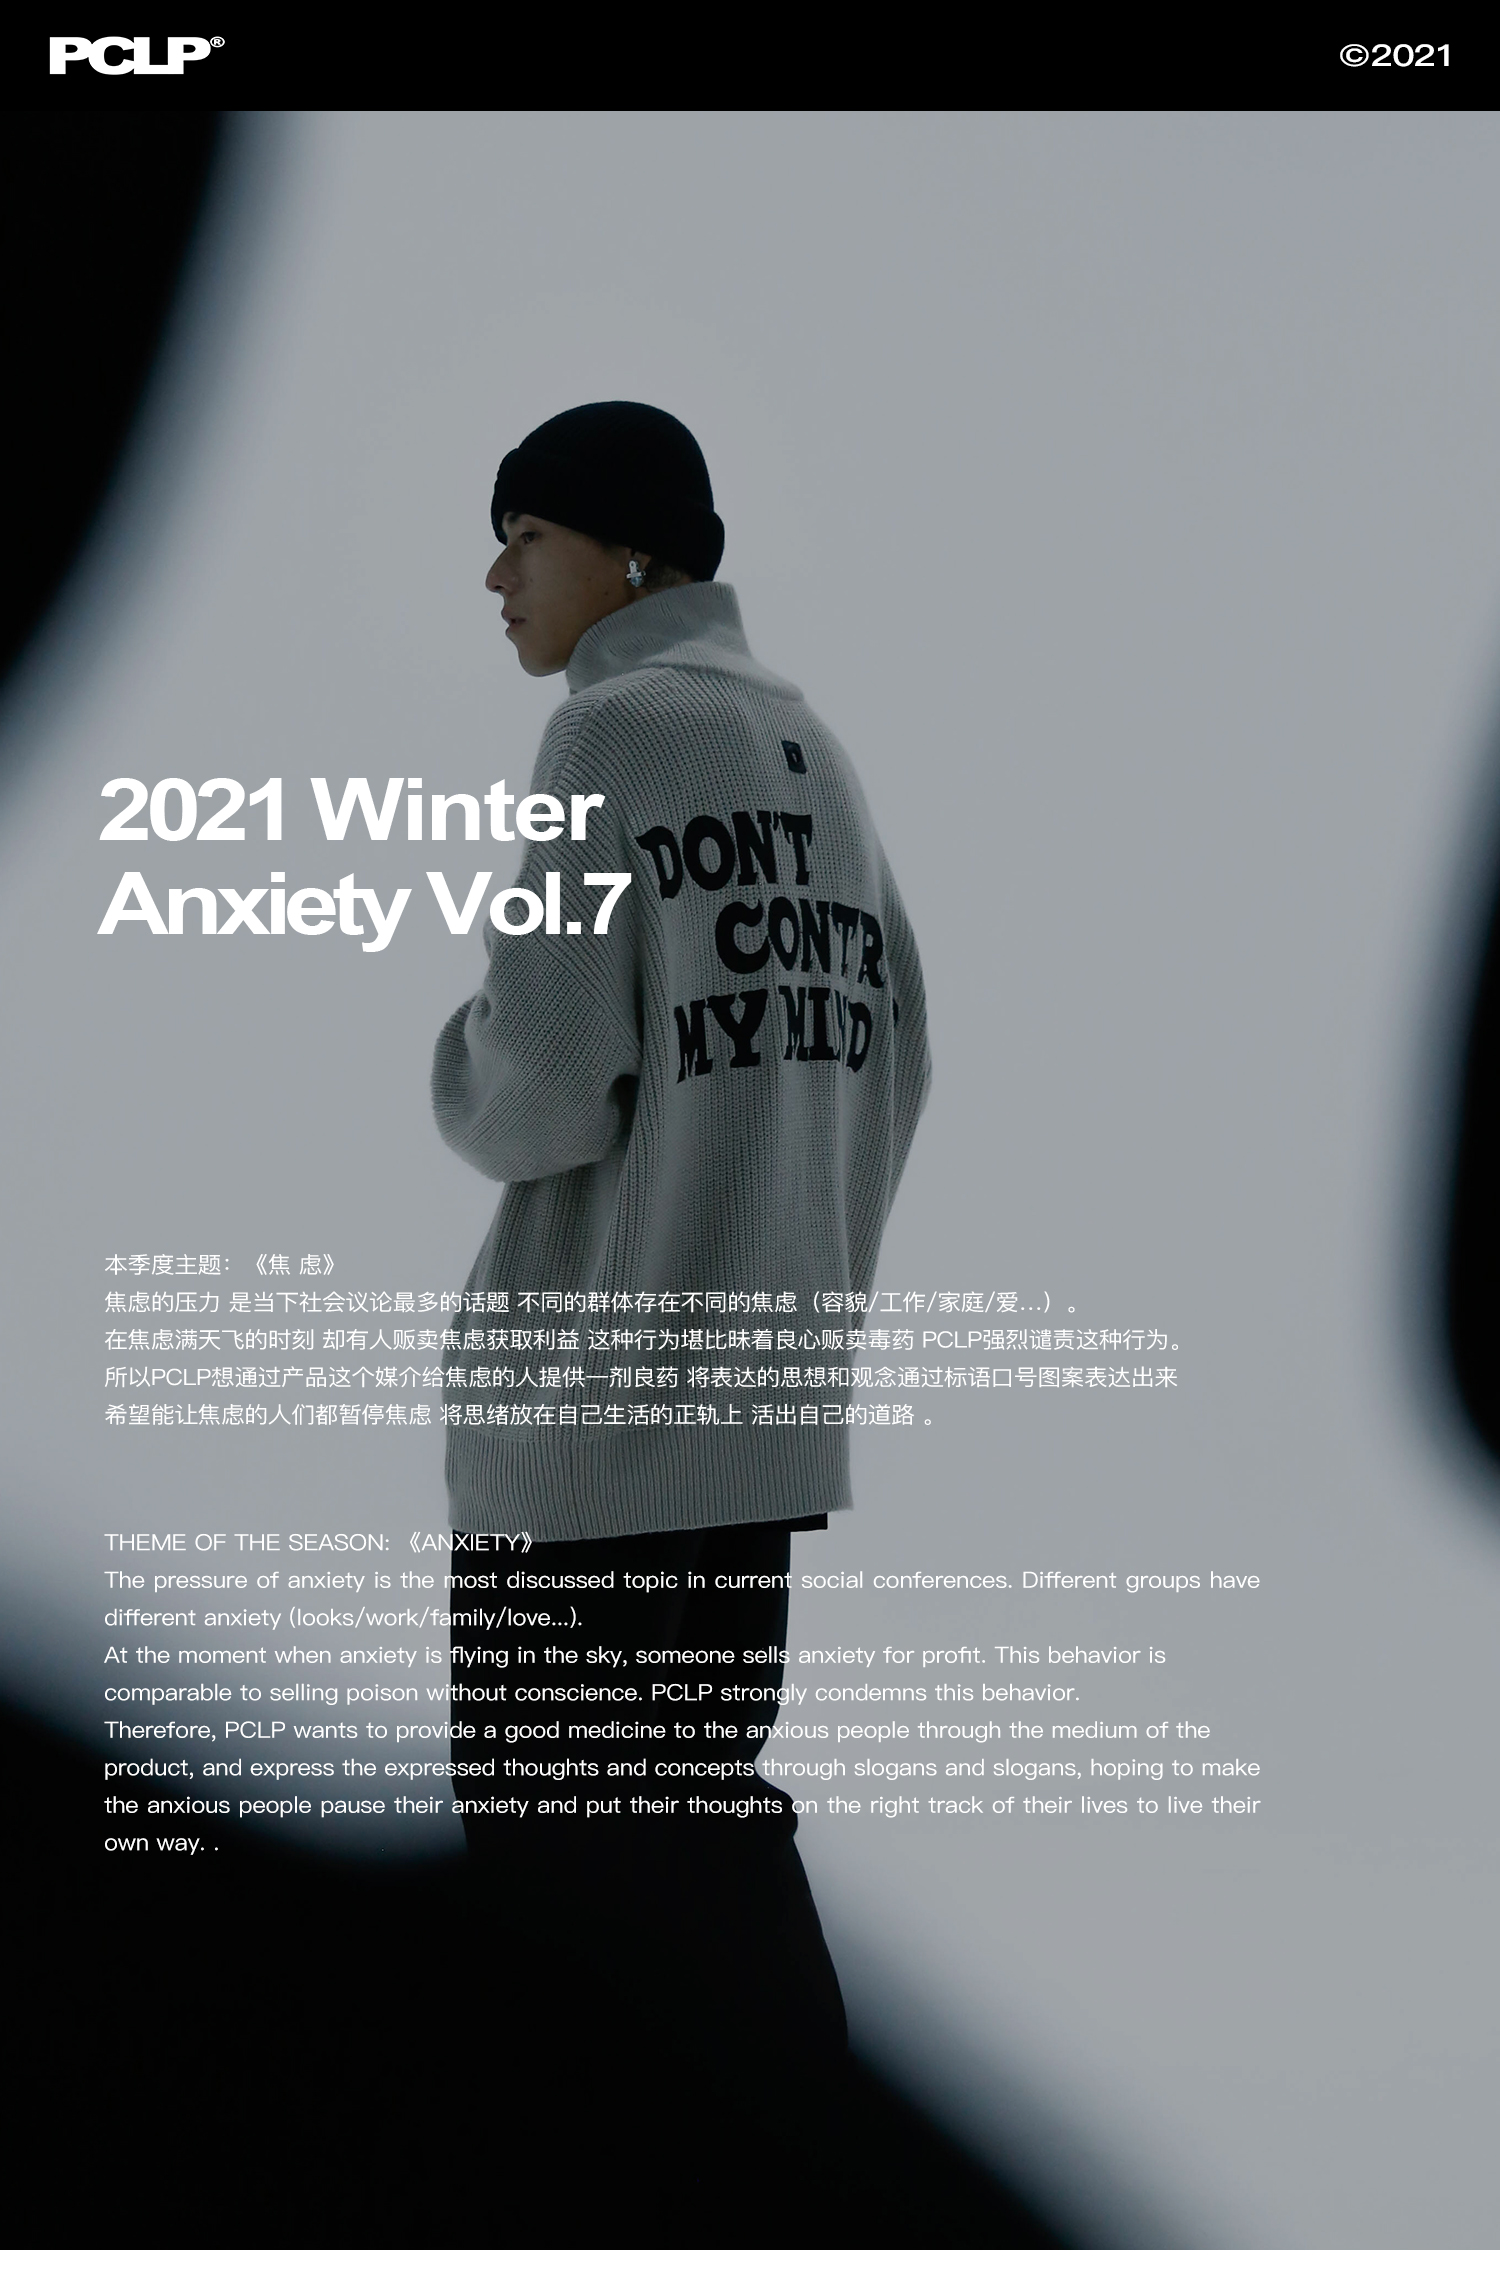 PCLP®
©2021
2021 Winter
Anxiety Vol.7
DON'T
CONTR
MY MIND
本季度主题：《焦 虑》
焦虑的压力 是当下社会议论最多的话题 不同的群体存在不同的焦虑（容貌/工作/家庭/爱...）。
在焦虑满天飞的时刻 却有人贩卖焦虑获取利益 这种行为堪比昧着良心贩卖毒药 PCLP强烈谴责这种行为。
所以PCLP想通过产品这个媒介给焦虑的人提供一剂良药 将表达的思想和观念通过标语口号图案表达出来
希望能让焦虑的人们都暂停焦虑 将思绪放在自己生活的正轨上 活出自己的道路 。
THEME OF THE SEASON: 《ANXIETY》
The pressure of anxiety is the most discussed topic in current social conferences. Different groups have
different anxiety (looks/work/family/love...).
At the moment when anxiety is flying in the sky, someone sells anxiety for profit. This behavior is
comparable to selling poison without conscience. PCLP strongly condemns this behavior.
Therefore, PCLP wants to provide a good medicine to the anxious people through the medium of the
product, and express the expressed thoughts and concepts through slogans and slogans, hoping to make
the anxious people pause their anxiety and put their thoughts on the right track of their lives to live their
own way. .